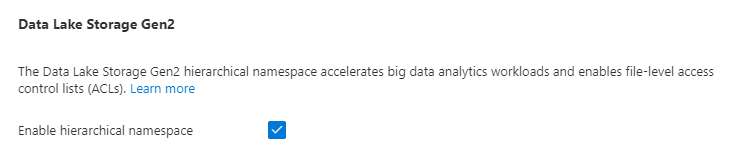 Data Lake Storage Gen2
The Data Lake Storage Gen2 hierarchical namespace accelerates big data analytics workloads and enables file-level access
control lists (ACLs). Learn more
Enable hierarchical namespace